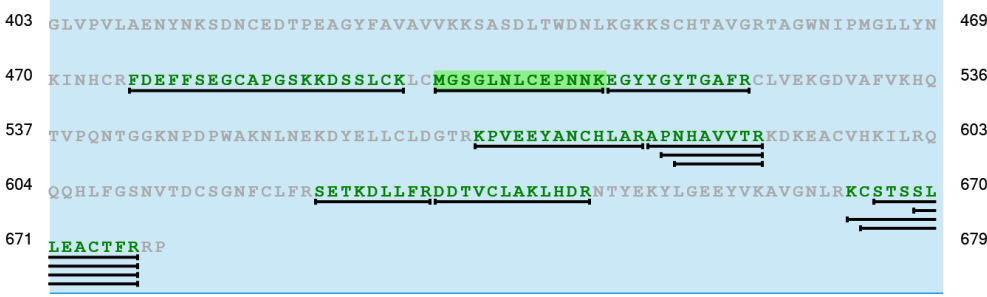 403 GLVPVLAENYNKSDNCEDTPEAGYFAVAVVKKSASDLTWDNLKGKKSCHTAVGRTAGWNIPMGLLYN 469
470 KINHCRFDEFFSEGCAPGSKKDSSLCKLCMGSGLNLCEPNNKEGYYGYTGAFRCLVEKGDVAFVKHQ 536
537 TVPQNTGGKNPDPWAKNLNEKDYELLCLDGTRKPVEEYANCHLARAPNHAVVTRKDKEACVHKILRQ 603
604 QQHLFGSNVTDCSGNFCLFRSETKDLLFRDDTVCLAKLHDRNTYEKYLGEEYVKAVGNLRKCSTSSL 670
671 LEACTFRRP 679